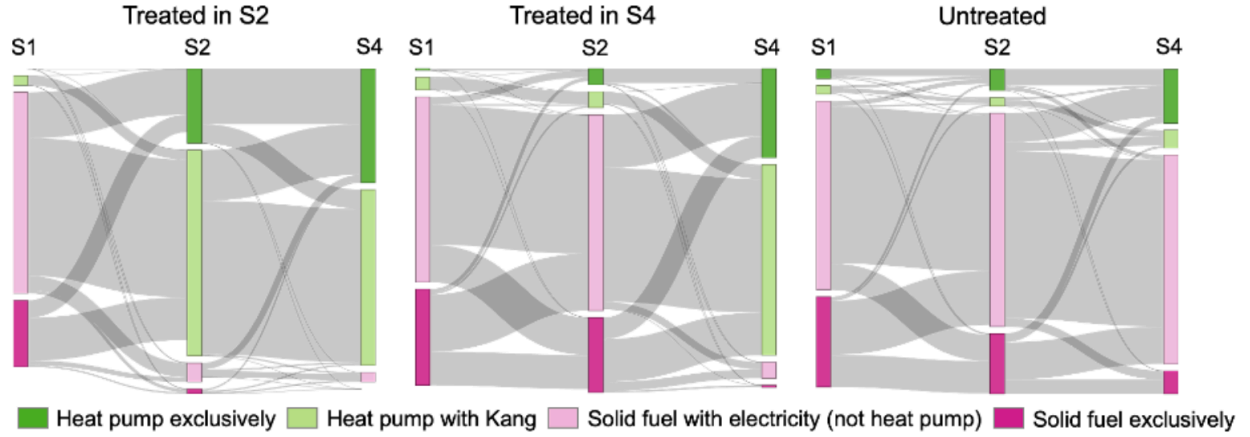 Treated in S2
Treated in S4
Untreated
S1 S2 S4
S1 S2 S4
S1 S2 S4
Heat pump exclusively
Heat pump with Kang
Solid fuel with electricity (not heat pump)
Solid fuel exclusively